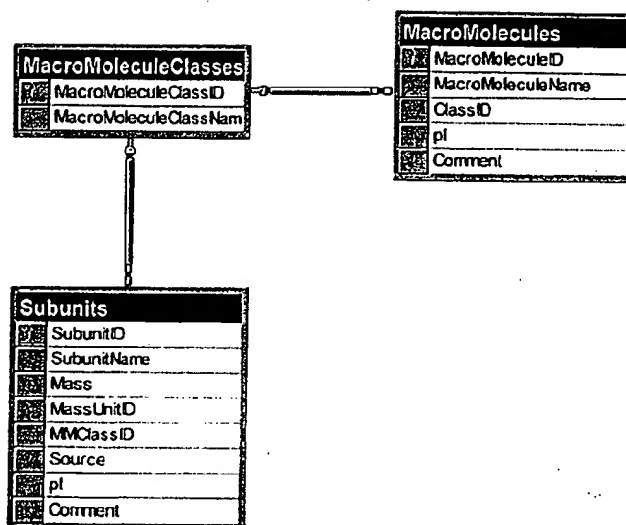 MacroMoleculeClasses
MacroMoleculeClassID
MacroMoleculeClassNam
MacroMolecules
MacroMoleculeID
MacroMoleculeName
ClassID
pI
Comment
Subunits
SubunitID
SubunitName
Mass
MassUnitID
MMClassID
Source
pI
Comment